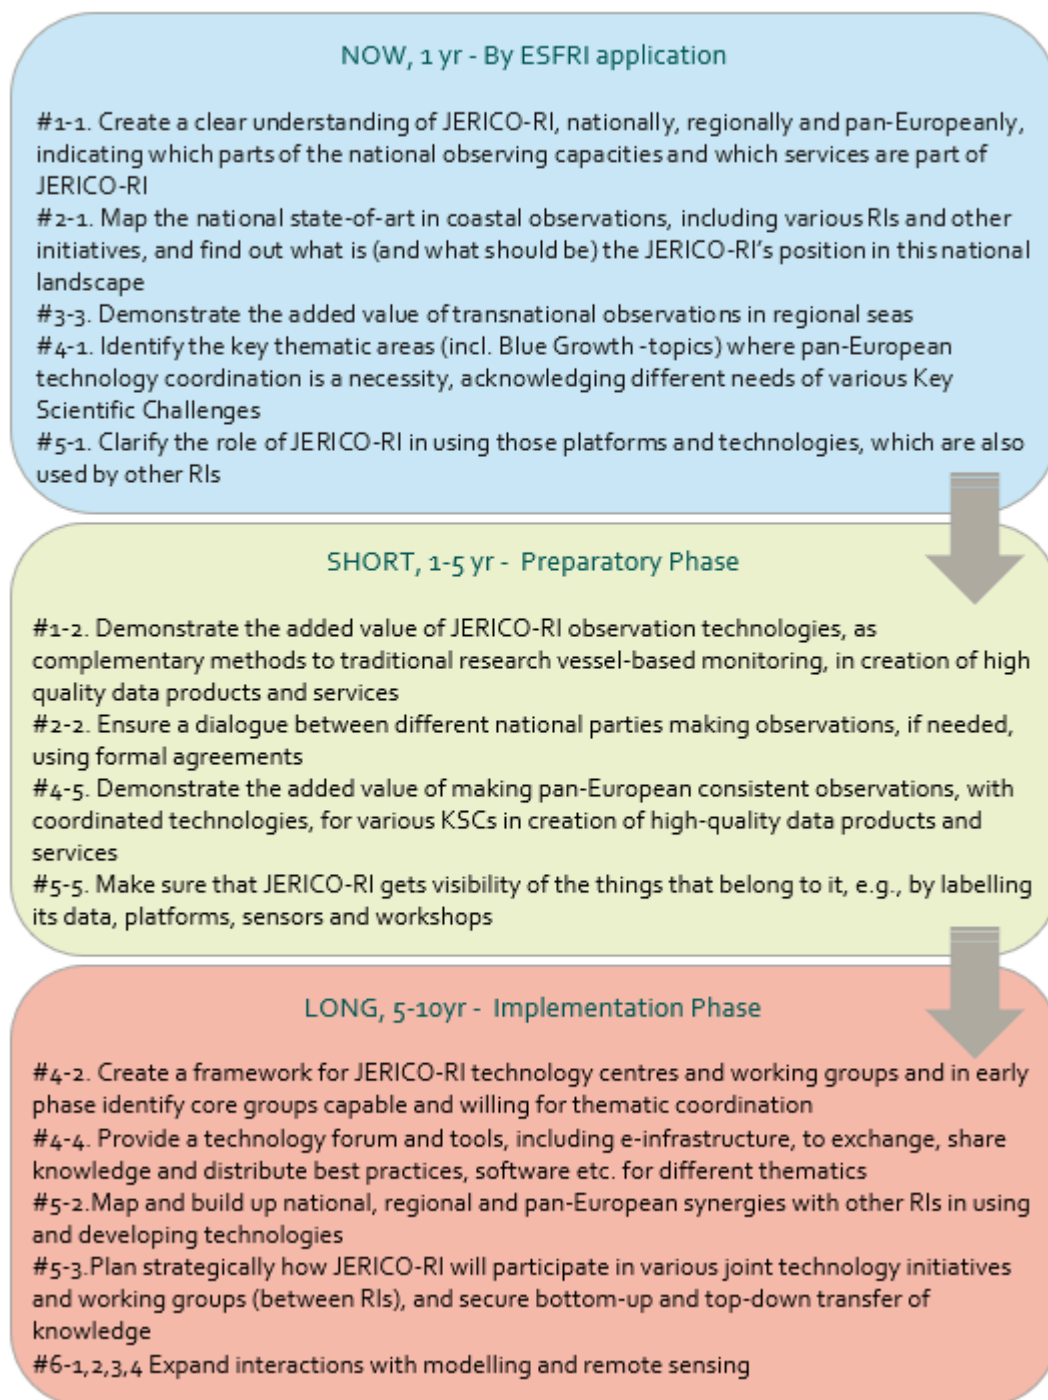 NOW, 1 yr - By ESFRI application
#1-1. Create a clear understanding of JERICO-RI, nationally, regionally and pan-Europeanly,
indicating which parts of the national observing capacities and which services are part of
JERICO-RI
#2-1. Map the national state-of-art in coastal observations, including various RIs and other
initiatives, and find out what is (and what should be) the JERICO-RI's position in this national
landscape
#3-3. Demonstrate the added value of transnational observations in regional seas
#4-1. Identify the key thematic areas (incl. Blue Growth -topics) where pan-European
technology coordination is a necessity, acknowledging different needs of various Key
Scientific Challenges
#5-1. Clarify the role of JERICO-RI in using those platforms and technologies, which are also
used by other RIs
SHORT, 1-5 yr - Preparatory Phase
#1-2. Demonstrate the added value of JERICO-RI observation technologies, as
complementary methods to traditional research vessel-based monitoring, in creation of high
quality data products and services
#2-2. Ensure a dialogue between different national parties making observations, if needed,
using formal agreements
#4-5. Demonstrate the added value of making pan-European consistent observations, with
coordinated technologies, for various KSCs in creation of high-quality data products and
services
#5-5. Make sure that JERICO-RI gets visibility of the things that belong to it, e.g., by labelling
its data, platforms, sensors and workshops
LONG, 5-10yr - Implementation Phase
#4-2. Create a framework for JERICO-RI technology centres and working groups and in early
phase identify core groups capable and willing for thematic coordination
#4-4. Provide a technology forum and tools, including e-infrastructure, to exchange, share
knowledge and distribute best practices, software etc. for different thematics
#5-2.Map and build up national, regional and pan-European synergies with other RIs in using
and developing technologies
#5-3.Plan strategically how JERICO-RI will participate in various joint technology initiatives
and working groups (between RIs), and secure bottom-up and top-down transfer of
knowledge
#6-1,2,3,4 Expand interactions with modelling and remote sensing